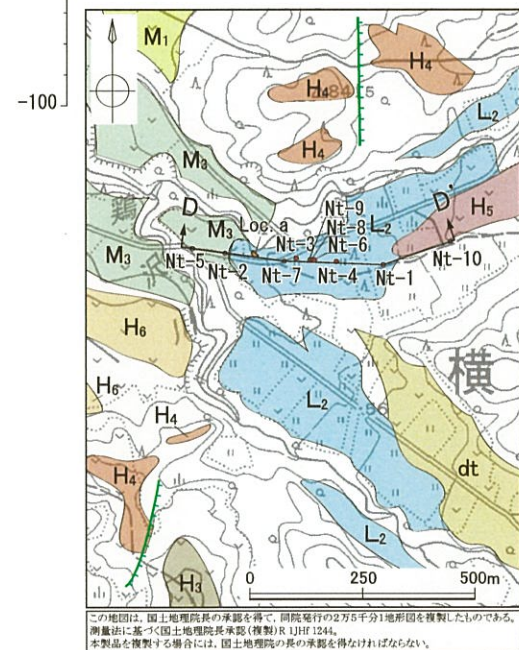 -100
M1
H4
H4
H4
L2
M3
M3
M3
鶏
沢
D
Loc. a
Nt-9
Nt-8
Nt-6
Nt-3
L2
D'
H5
Nt-5
Nt-2
Nt-7
Nt-4
Nt-1
Nt-10
H6
H6
横
L2
56
H4
H4
dt
L2
H3
0 250 500m
この地図は、国土地理院長の承認を得て、同院発行の2万5千分1地形図を複製したものである。
測量法に基づく国土地理院長承認(複製)R 1JHf 1244。
本製品を複製する場合には、国土地理院の長の承認を得なければならない。